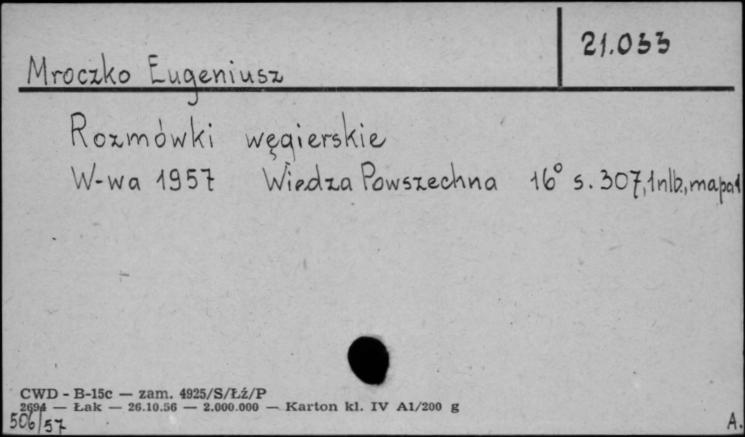 21.033
Mroczko Eugeniusz
Rozmówki węgierskie
W-wa 1957 Wiedza Powszechna 16° s. 307, 1nlb, mapa 1
CWD - B-15c — zam. 4925/S/Łź/P
2694 — Łak — 26.10.56 — 2.000.000 — Karton kl. IV A1/200 g
506/57
A.